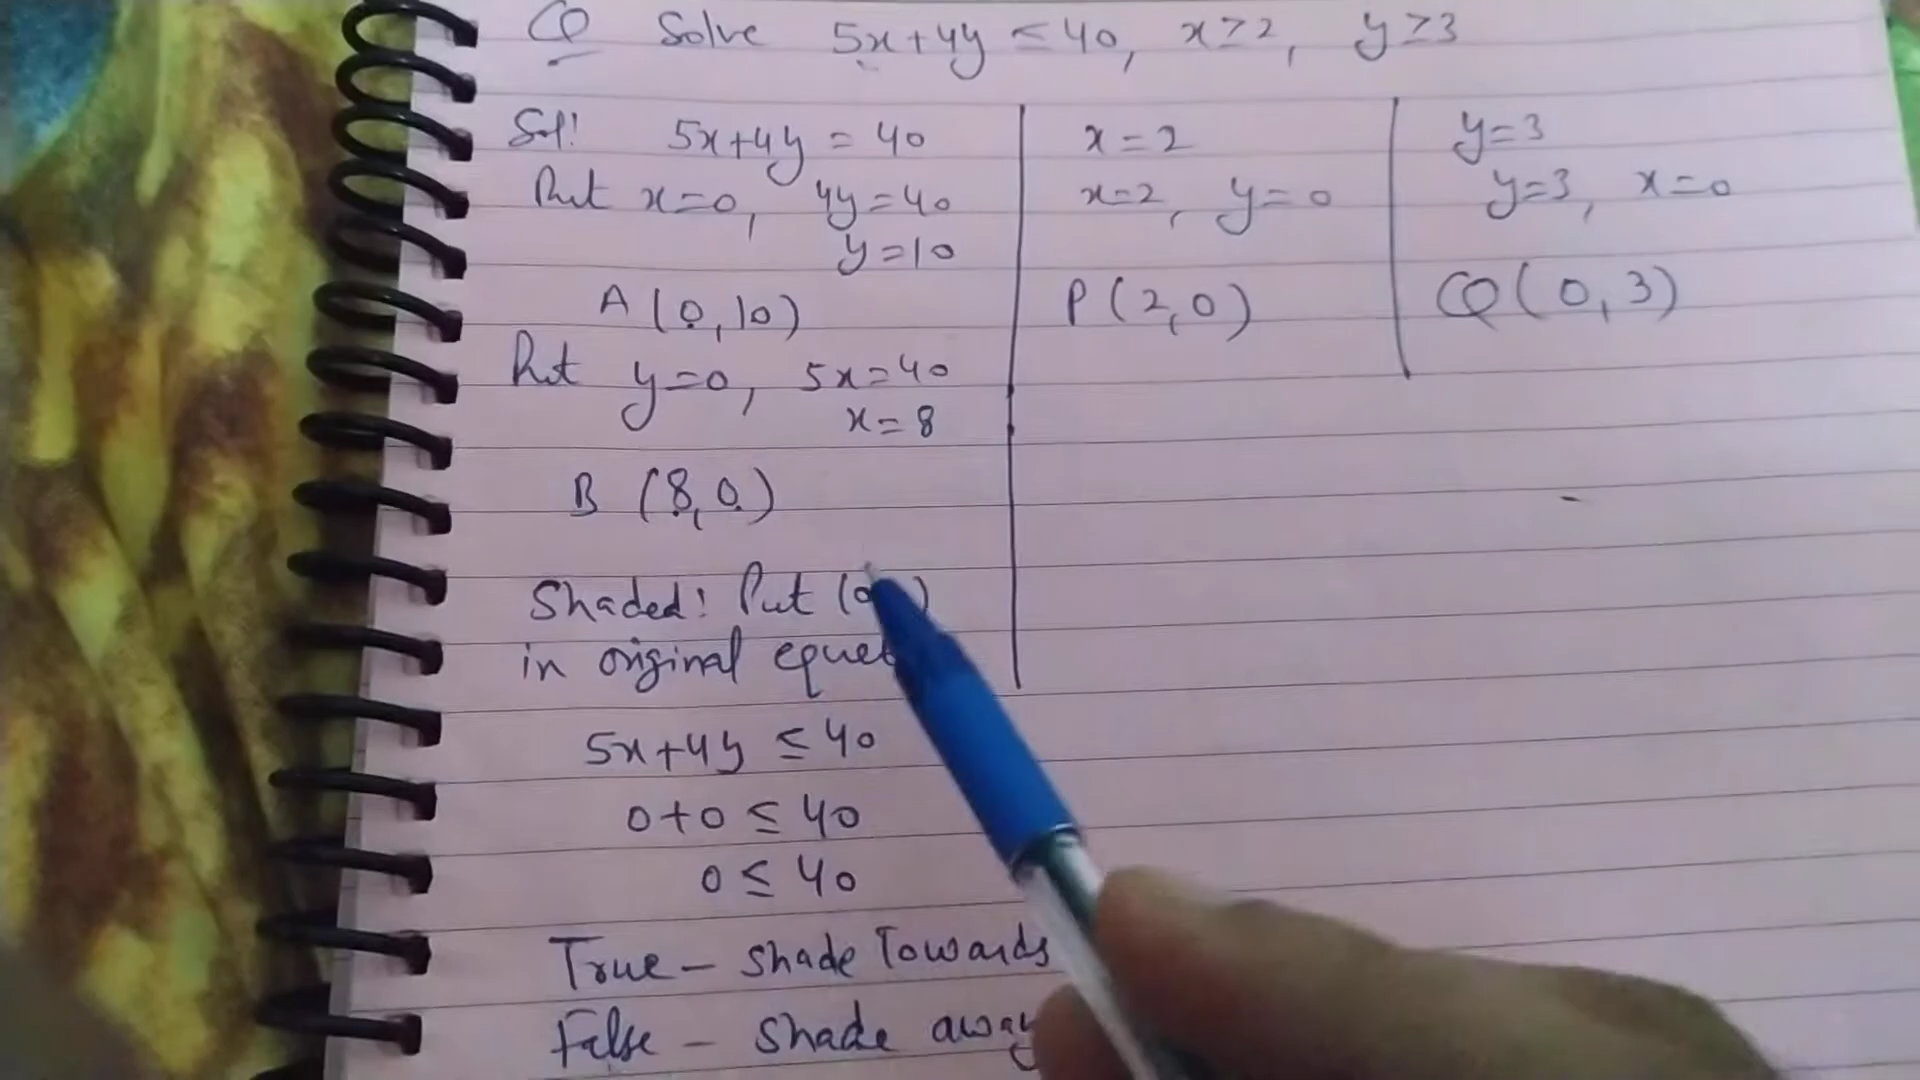 Q Solve 5x+4y ≤ 40, x ≥ 2, y ≥ 3
Sol! 5x+4y = 40
Put x=0, 4y=40
y=10
A (0,10)
Put y=0, 5x=40
x=8
B (8,0)
Shaded! Put
in original
5x+4y ≤ 40
0+0 ≤ 40
0 ≤ 40
True – Shade Towards
False – Shade away
x=2
x=2, y=0
P(2,0)
y=3
y=3, x=0
Q(0,3)